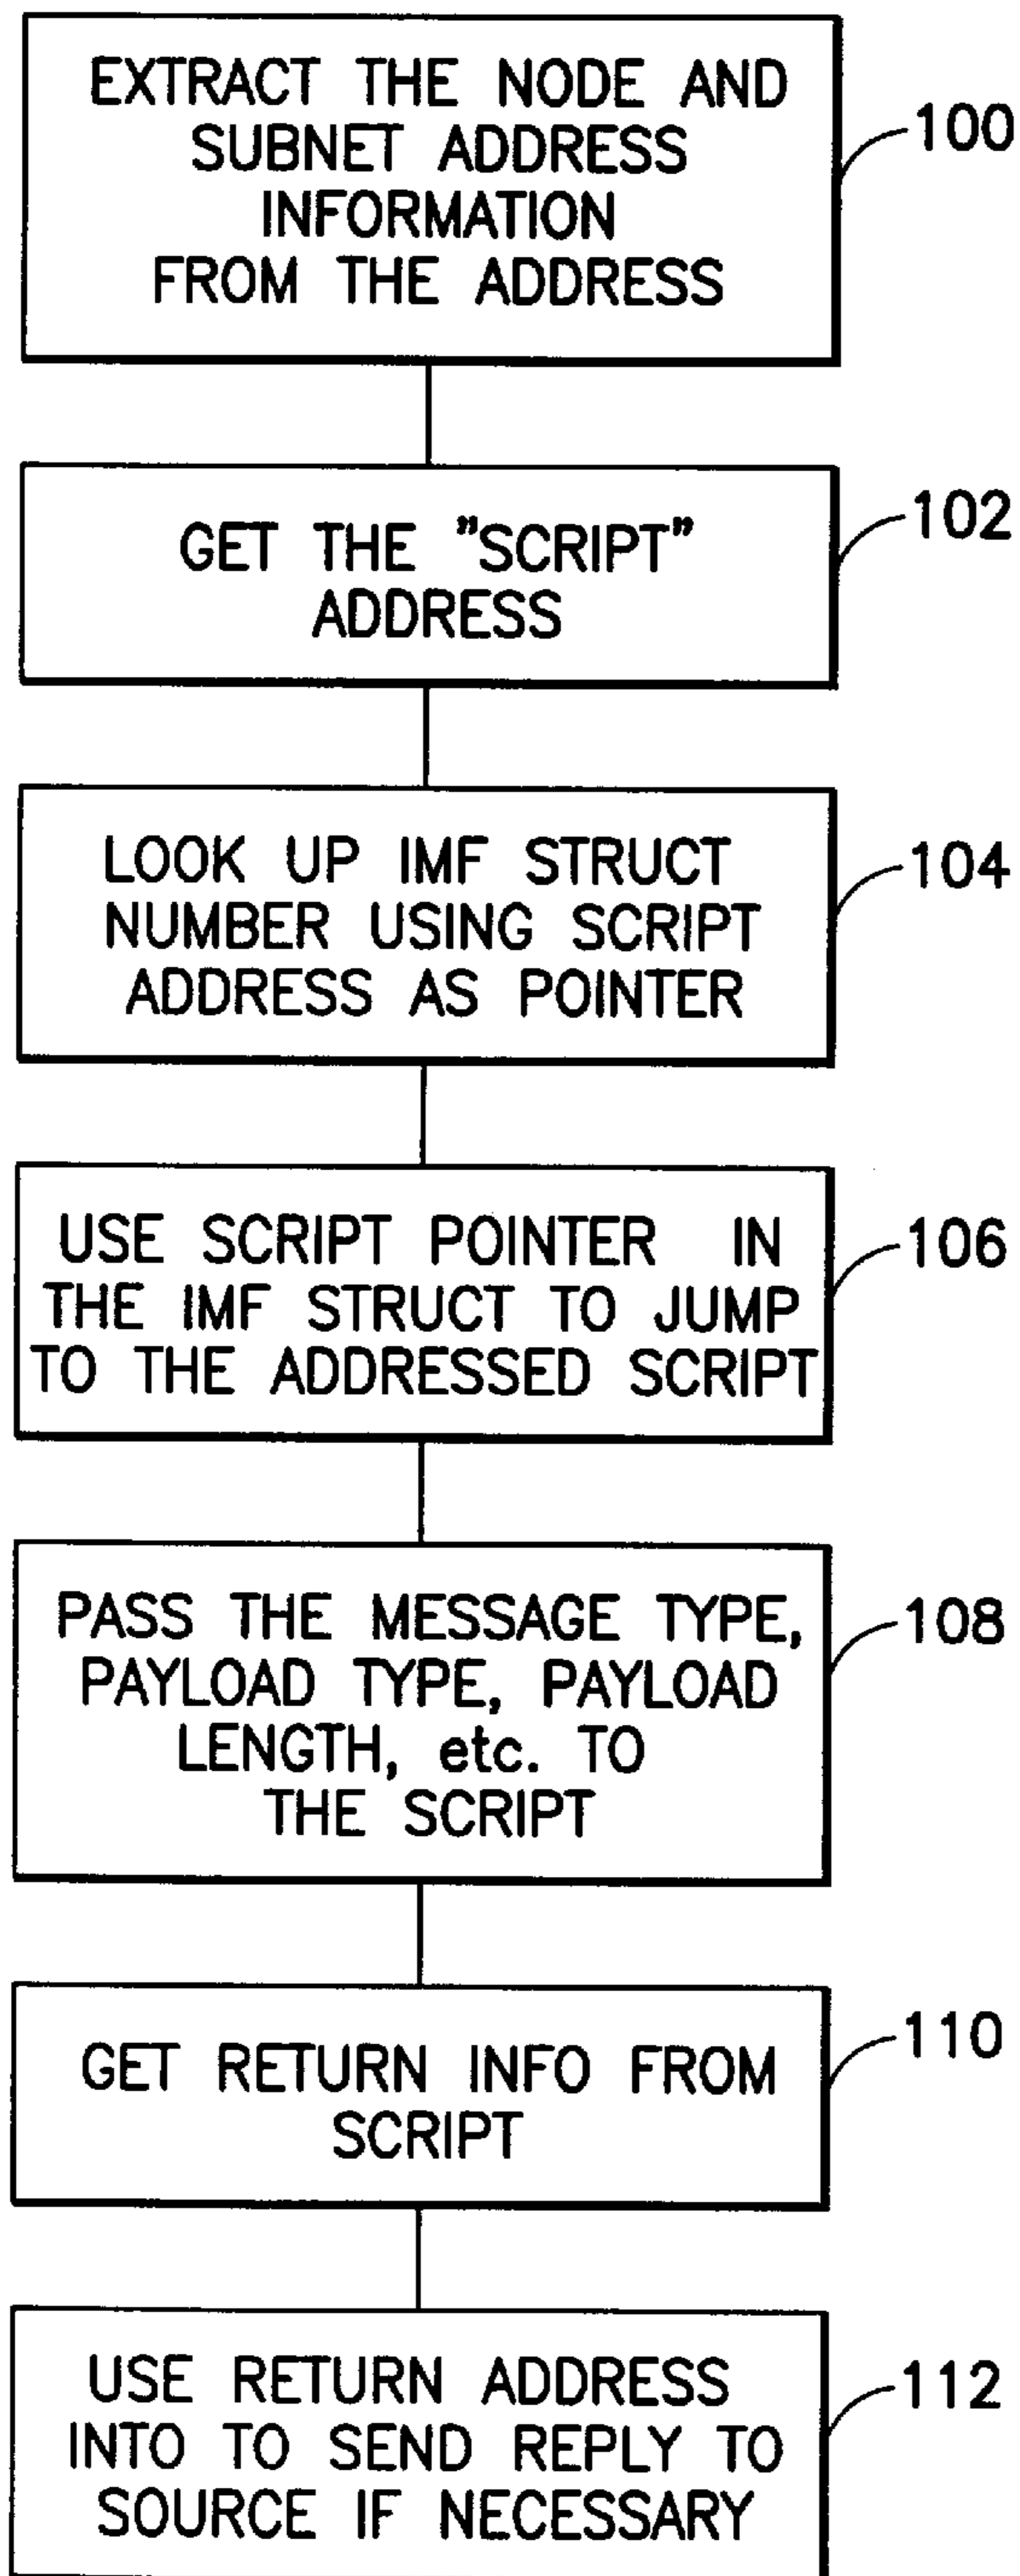 EXTRACT THE NODE AND
SUBNET ADDRESS
INFORMATION
FROM THE ADDRESS
100
GET THE "SCRIPT"
ADDRESS
102
LOOK UP IMF STRUCT
NUMBER USING SCRIPT
ADDRESS AS POINTER
104
USE SCRIPT POINTER IN
THE IMF STRUCT TO JUMP
TO THE ADDRESSED SCRIPT
106
PASS THE MESSAGE TYPE,
PAYLOAD TYPE, PAYLOAD
LENGTH, etc. TO
THE SCRIPT
108
GET RETURN INFO FROM
SCRIPT
110
USE RETURN ADDRESS
INTO TO SEND REPLY TO
SOURCE IF NECESSARY
112